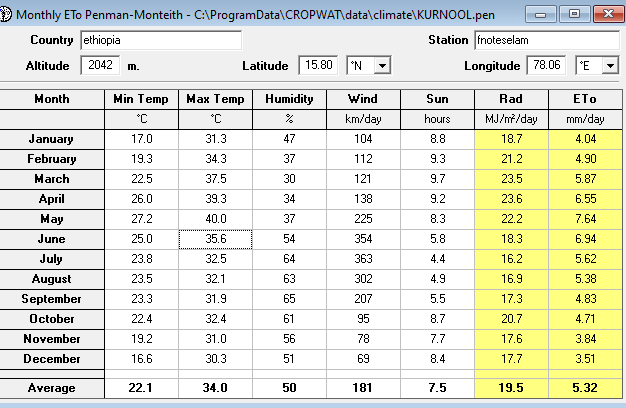 Monthly ETo Penman-Monteith - C:\ProgramData\CROPWAT\data\climate\KURNOOL.pen
Country ethiopia Station fnoteselam
Altitude 2042 m. Latitude 15.80 °N Longitude 78.06 °E
Month Min Temp Max Temp Humidity Wind Sun Rad ETo
°C °C % km/day hours MJ/m²/day mm/day
January 17.0 31.3 47 104 8.8 18.7 4.04
February 19.3 34.3 37 112 9.3 21.2 4.90
March 22.5 37.5 30 121 9.7 23.5 5.87
April 26.0 39.3 34 138 9.2 23.6 6.55
May 27.2 40.0 37 225 8.3 22.2 7.64
June 25.0 35.6 54 354 5.8 18.3 6.94
July 23.8 32.5 64 363 4.4 16.2 5.62
August 23.5 32.1 63 302 4.9 16.9 5.38
September 23.3 31.9 65 207 5.5 17.3 4.83
October 22.4 32.4 61 95 8.7 20.7 4.71
November 19.2 31.0 56 78 7.7 17.6 3.84
December 16.6 30.3 51 69 8.4 17.7 3.51
Average 22.1 34.0 50 181 7.5 19.5 5.32